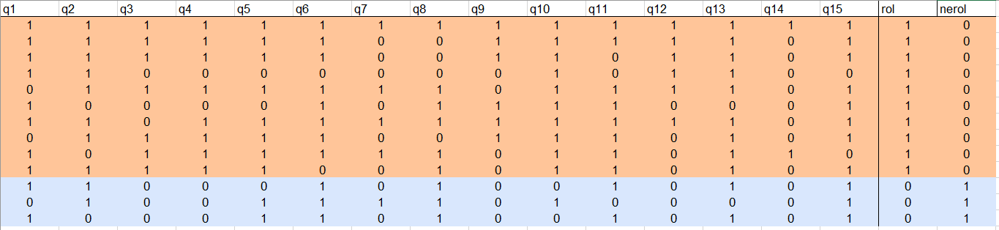 q1 q2 q3 q4 q5 q6 q7 q8 q9 q10 q11 q12 q13 q14 q15 rol nerol
1 1 1 1 1 1 1 1 1 1 1 1 1 1 1 1 0
1 1 1 1 1 1 0 0 1 1 1 1 1 0 1 1 0
1 1 1 1 1 1 0 0 1 1 0 1 1 0 1 1 0
1 1 0 0 0 0 0 0 0 1 0 1 1 0 0 1 0
0 1 1 1 1 1 1 1 0 1 1 1 1 0 1 1 0
1 0 0 0 0 1 0 1 1 1 1 0 0 0 1 1 0
1 1 0 1 1 1 1 1 1 1 1 1 1 0 1 1 0
0 1 1 1 1 1 0 0 1 1 1 0 1 0 1 1 0
1 0 1 1 1 1 1 1 0 1 1 0 1 1 0 1 0
1 1 1 1 1 0 0 1 0 1 1 0 1 0 1 1 0
1 1 0 0 0 1 0 1 0 0 1 0 1 0 1 0 1
0 1 0 0 1 1 1 1 0 1 0 0 0 0 1 0 1
1 0 0 0 1 1 0 1 0 0 1 0 1 0 1 0 1